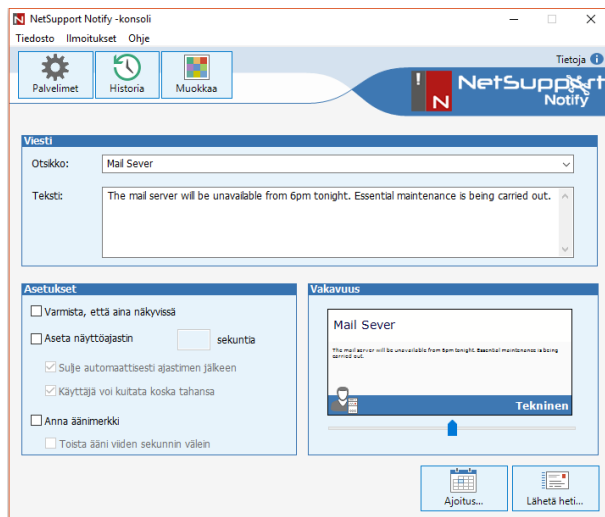 NetSupport Notify -konsoli
Tiedosto Ilmoitukset Ohje
Palvelimet
Historia
Muokkaa
Tietoja
NetSupport
Notify
Viesti
Otsikko:
Mail Sever
Teksti:
The mail server will be unavailable from 6pm tonight. Essential maintenance is being carried out.
Asetukset
Varmista, että aina näkyvissä
Aseta näyttöajastin sekuntia
Sulje automaattisesti ajastimen jälkeen
Käyttäjä voi kuitata koska tahansa
Anna äänimerkki
Toista ääni viiden sekunnin välein
Vakavuus
Mail Sever
The mail server will be unavailable from 6pm tonight. Essential maintenance is being
carried out.
Tekninen
Ajoitus...
Lähetä heti...